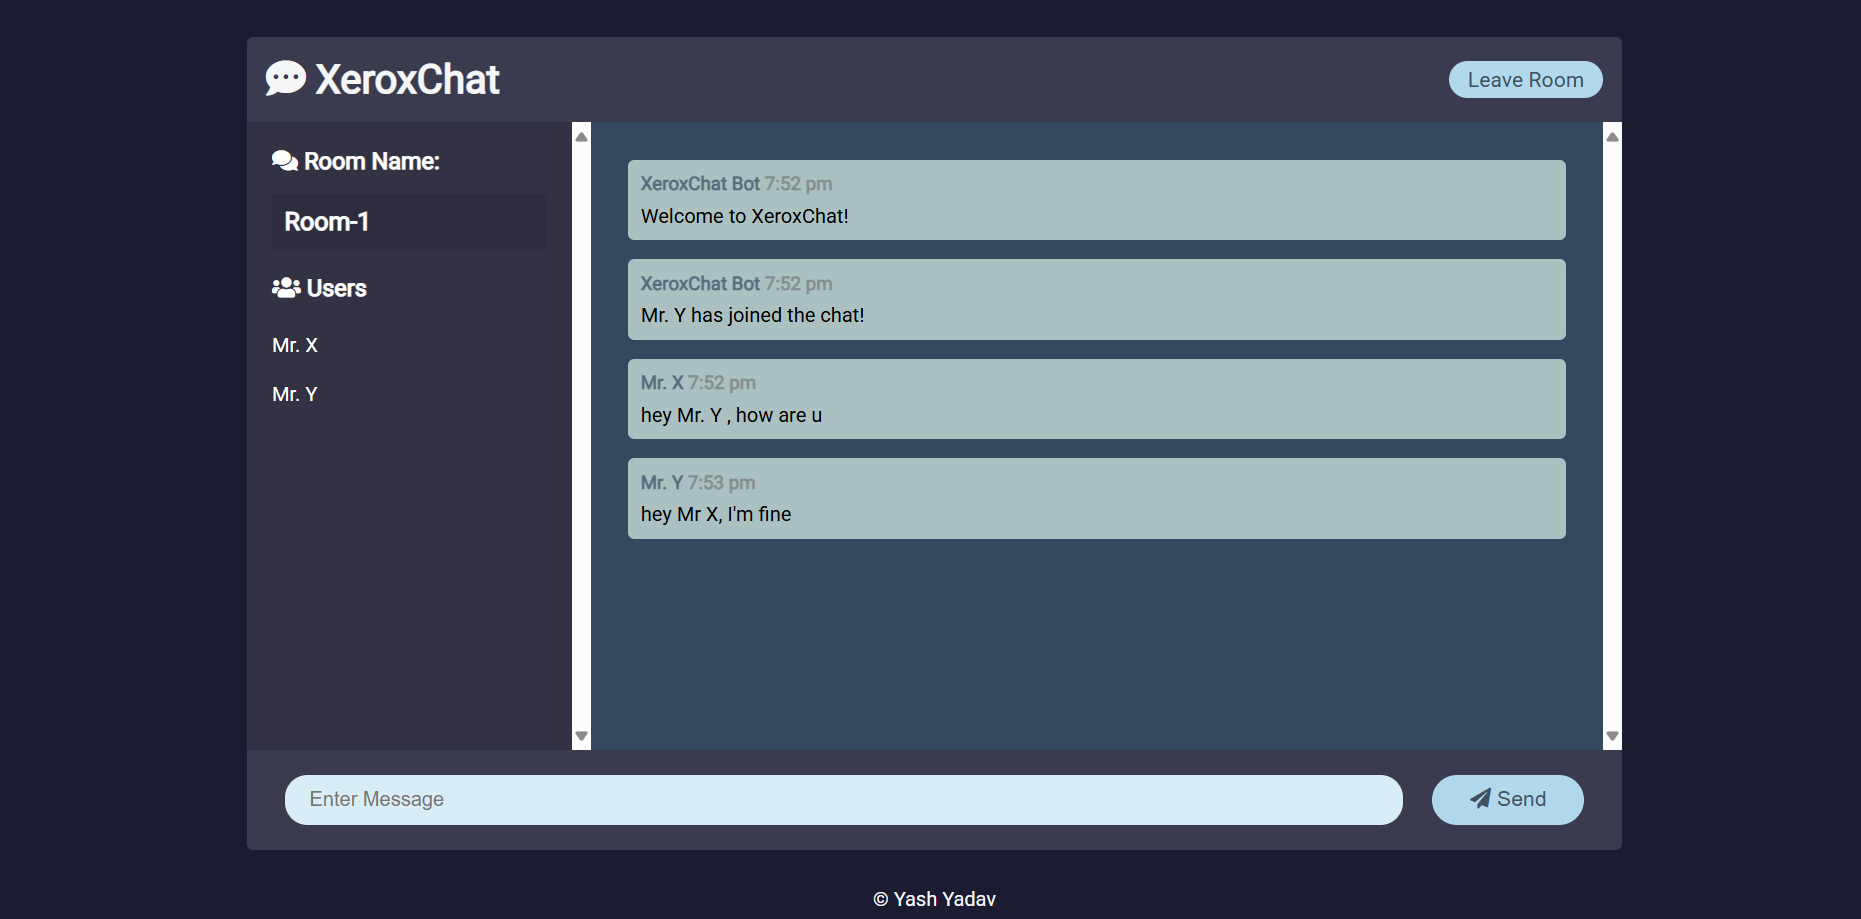 XeroxChat
Leave Room
Room Name:
Room-1
Users
Mr. X
Mr. Y
XeroxChat Bot 7:52 pm
Welcome to XeroxChat!
XeroxChat Bot 7:52 pm
Mr. Y has joined the chat!
Mr. X 7:52 pm
hey Mr. Y , how are u
Mr. Y 7:53 pm
hey Mr X, I'm fine
Enter Message
Send
© Yash Yadav